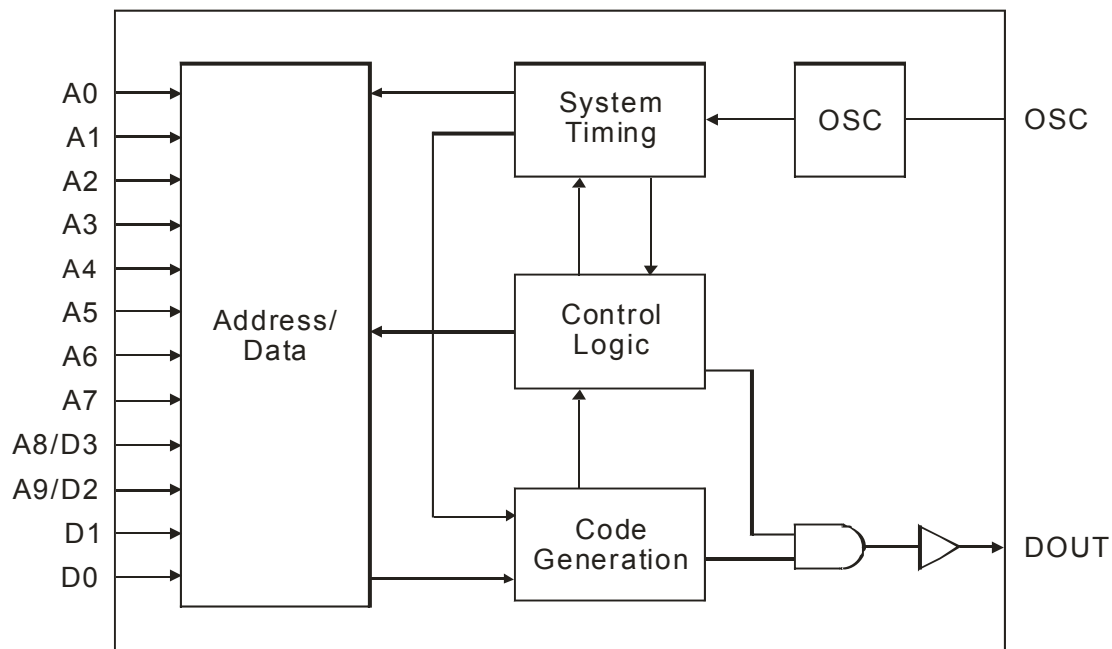 A0
A1
A2
A3
A4
A5
A6
A7
A8/D3
A9/D2
D1
D0
Address/
Data
System
Timing
OSC
OSC
Control
Logic
Code
Generation
DOUT